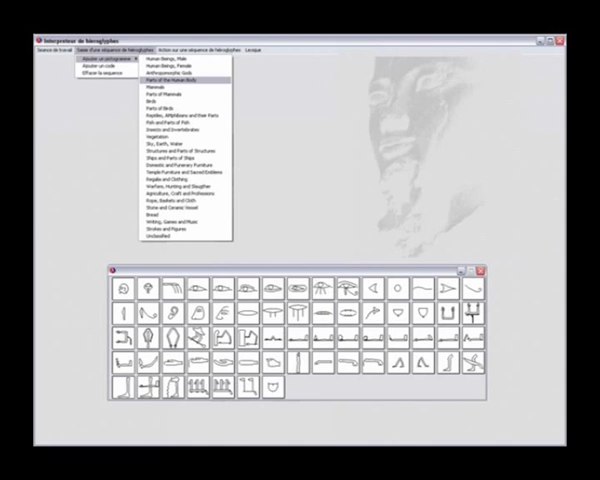 Interpreteur de hieroglyphes
Seance de travail Saisie d'une séquence de hiéroglyphes Action sur une séquence de hiéroglyphes Lexique
Ajouter un pictogramme
Ajouter un code
Effacer la sequence
Human Beings, Male
Human Beings, Female
Anthropomorphic Gods
Parts of the Human Body
Mammals
Parts of Mammals
Birds
Parts of Birds
Reptiles, Amphibeans and their Parts
Fish and Parts of Fish
Insects and Invertebrates
Vegetation
Sky, Earth, Water
Structures and Parts of Structures
Ships and Parts of Ships
Domestic and Funerary Furniture
Temple Furniture and Sacred Emblems
Regalia and Clothing
Warfare, Hunting and Slaughter
Agriculture, Craft and Professions
Rope, Baskets and Cloth
Stone and Ceramic Vessel
Bread
Writing, Games and Music
Strokes and Figures
Unclassified